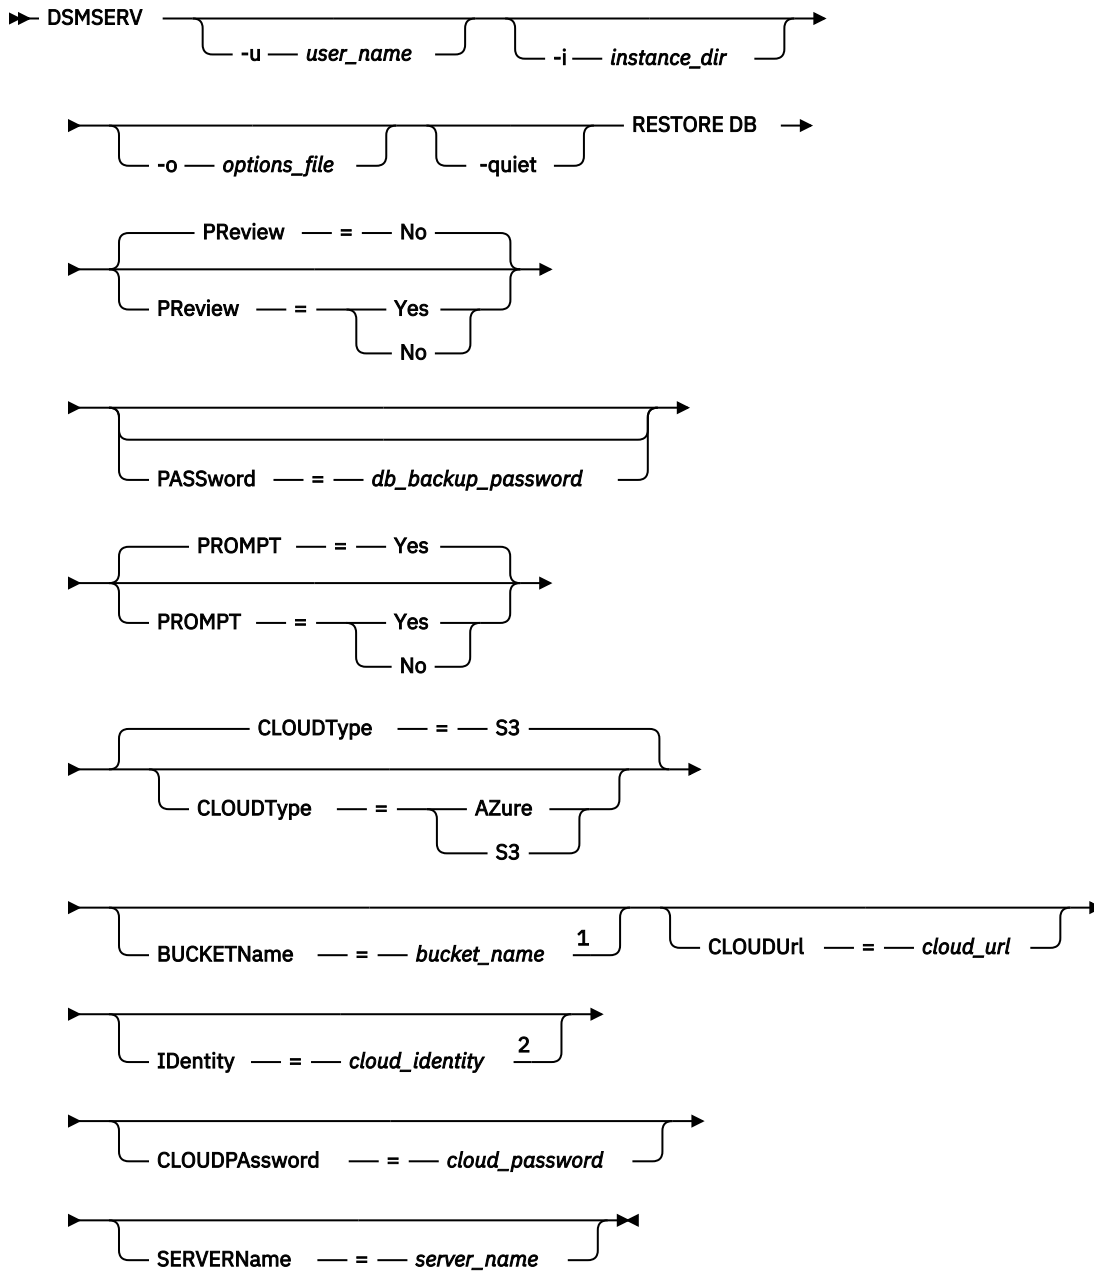 DSMSERV
-u user_name
-i instance_dir
-o options_file
-quiet
RESTORE DB
PReview = No
PReview = Yes
No
PASSword = db_backup_password
PROMPT = Yes
PROMPT = Yes
No
CLOUDType = S3
CLOUDType = AZure
S3
BUCKETName = bucket_name 1
CLOUDUrl = cloud_url
IDentity = cloud_identity 2
CLOUDPAssword = cloud_password
SERVERName = server_name